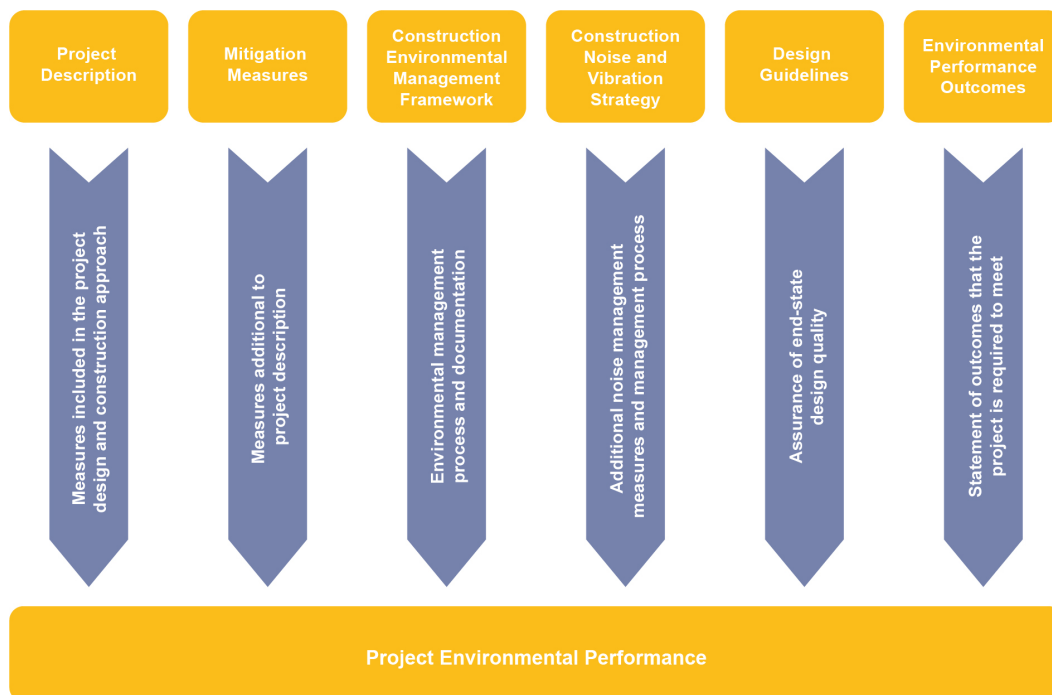 Project
Description
Mitigation
Measures
Construction
Environmental
Management
Framework
Construction
Noise and
Vibration
Strategy
Design
Guidelines
Environmental
Performance
Outcomes
Measures included in the project
design and construction approach
Measures additional to
project description
Environmental management
process and documentation
Additional noise management
measures and management process
Assurance of end-state
design quality
Statement of outcomes that the
project is required to meet
Project Environmental Performance